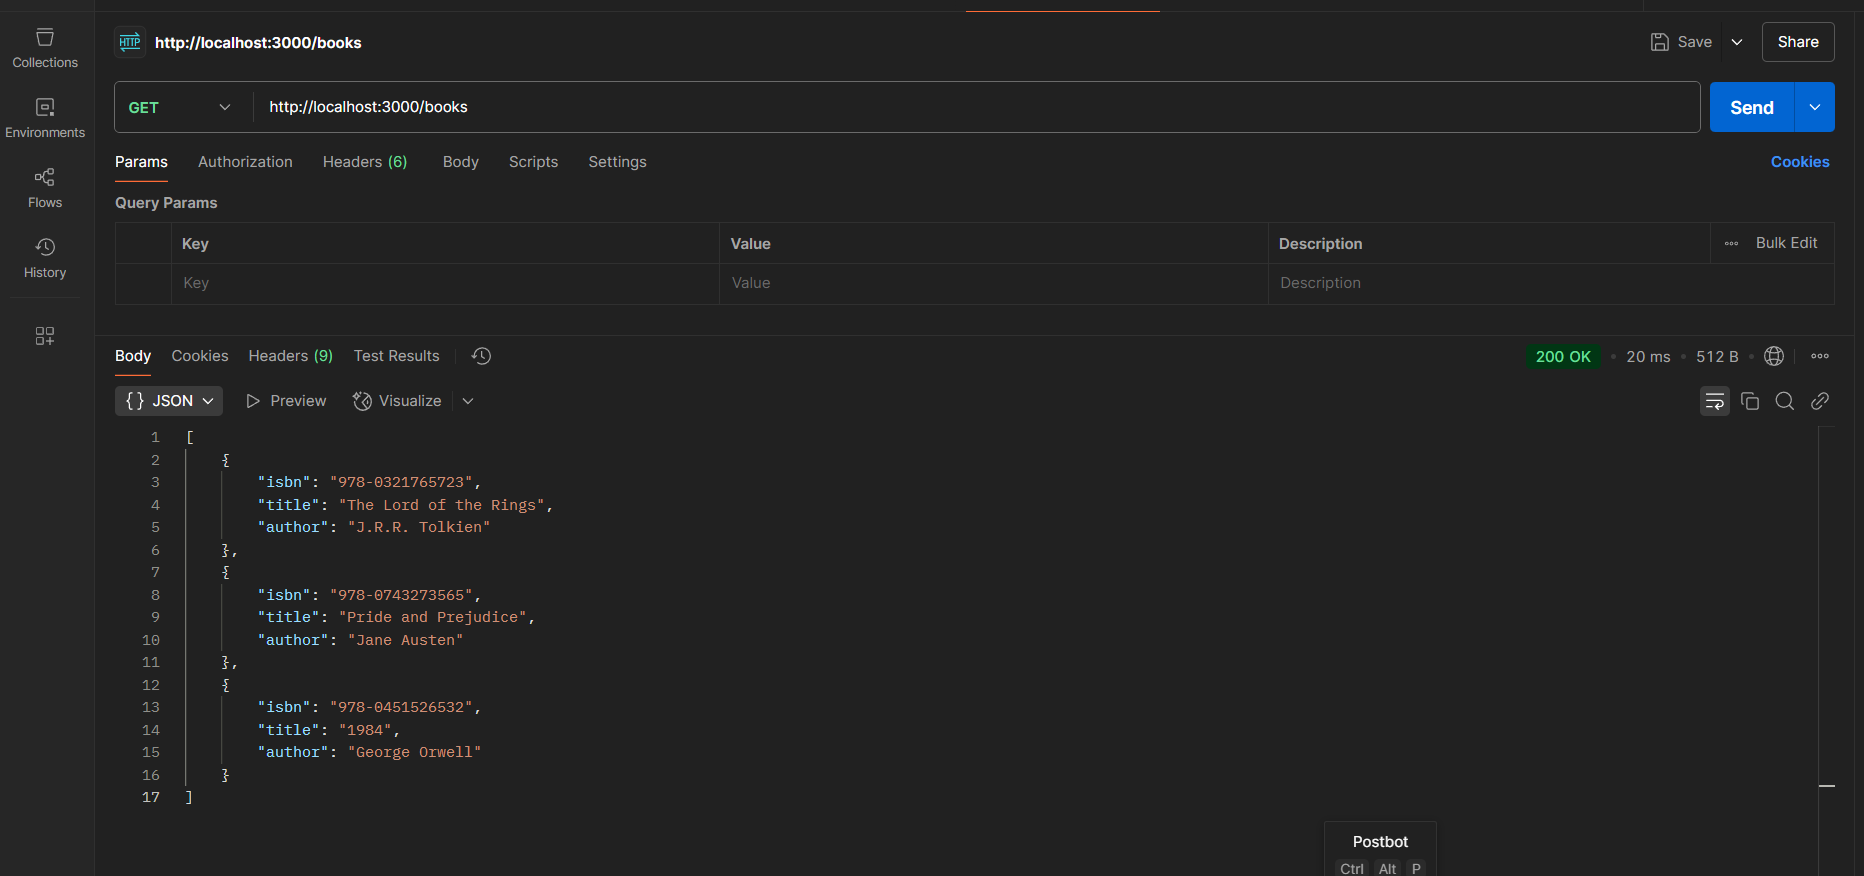 Collections
Environments
Flows
History
HTTP http://localhost:3000/books
Save
Share
GET http://localhost:3000/books
Send
Params Authorization Headers (6) Body Scripts Settings
Cookies
Query Params
Key Value Description ••• Bulk Edit
Key Value Description
Body Cookies Headers (9) Test Results
200 OK • 20 ms • 512 B •
{} JSON Preview Visualize
1 [
2 {
3 "isbn": "978-0321765723",
4 "title": "The Lord of the Rings",
5 "author": "J.R.R. Tolkien"
6 },
7 {
8 "isbn": "978-0743273565",
9 "title": "Pride and Prejudice",
10 "author": "Jane Austen"
11 },
12 {
13 "isbn": "978-0451526532",
14 "title": "1984",
15 "author": "George Orwell"
16 }
17 ]
Postbot
Ctrl Alt P